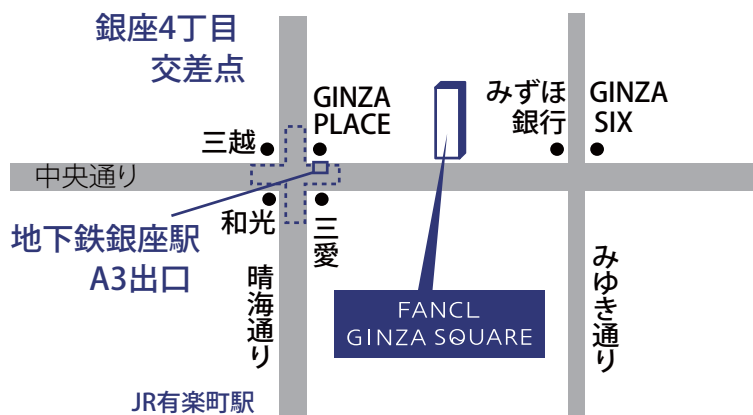 銀座4丁目
交差点
GINZA
PLACE
みずほ
銀行
GINZA
SIX
三越
中央通り
和光
三愛
地下鉄銀座駅
A3出口
晴海通り
みゆき通り
FANCL
GINZA SQUARE
JR有楽町駅